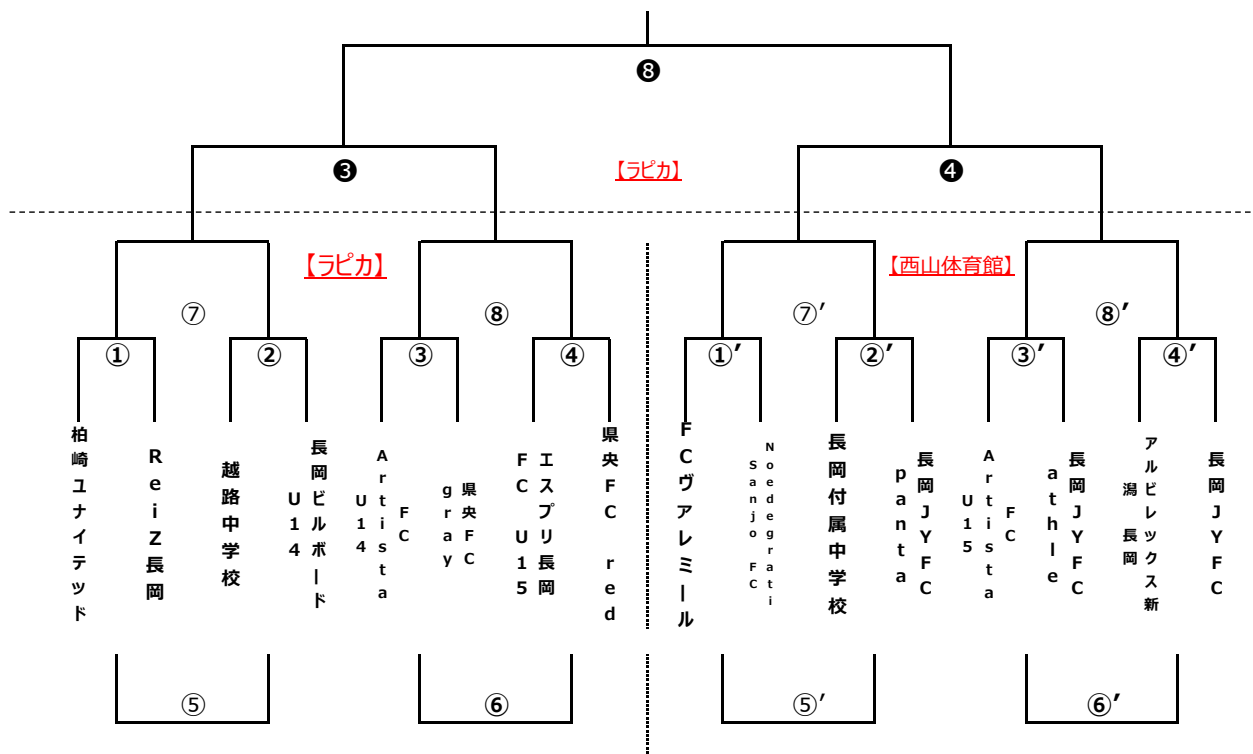 ❽
❸
【ラピカ】
❹
【ラピカ】
【西山体育館】
⑦
⑧
⑦′
⑧′
①
②
③
④
①′
②′
③′
④′
柏崎ユナイテッド
ReiZ長岡
越路中学校
長岡ビルボード
U14
FC
Artista
U14
県央FC
gray
エスプリ長岡
FC U15
県央FC red
FCヴアレミール
Noedegrati
Sanjo FC
長岡付属中学校
長岡JYFC
panta
FC
Artista
U15
長岡JYFC
athle
アルビレックス新
潟 長岡
長岡JYFC
⑤
⑥
⑤′
⑥′